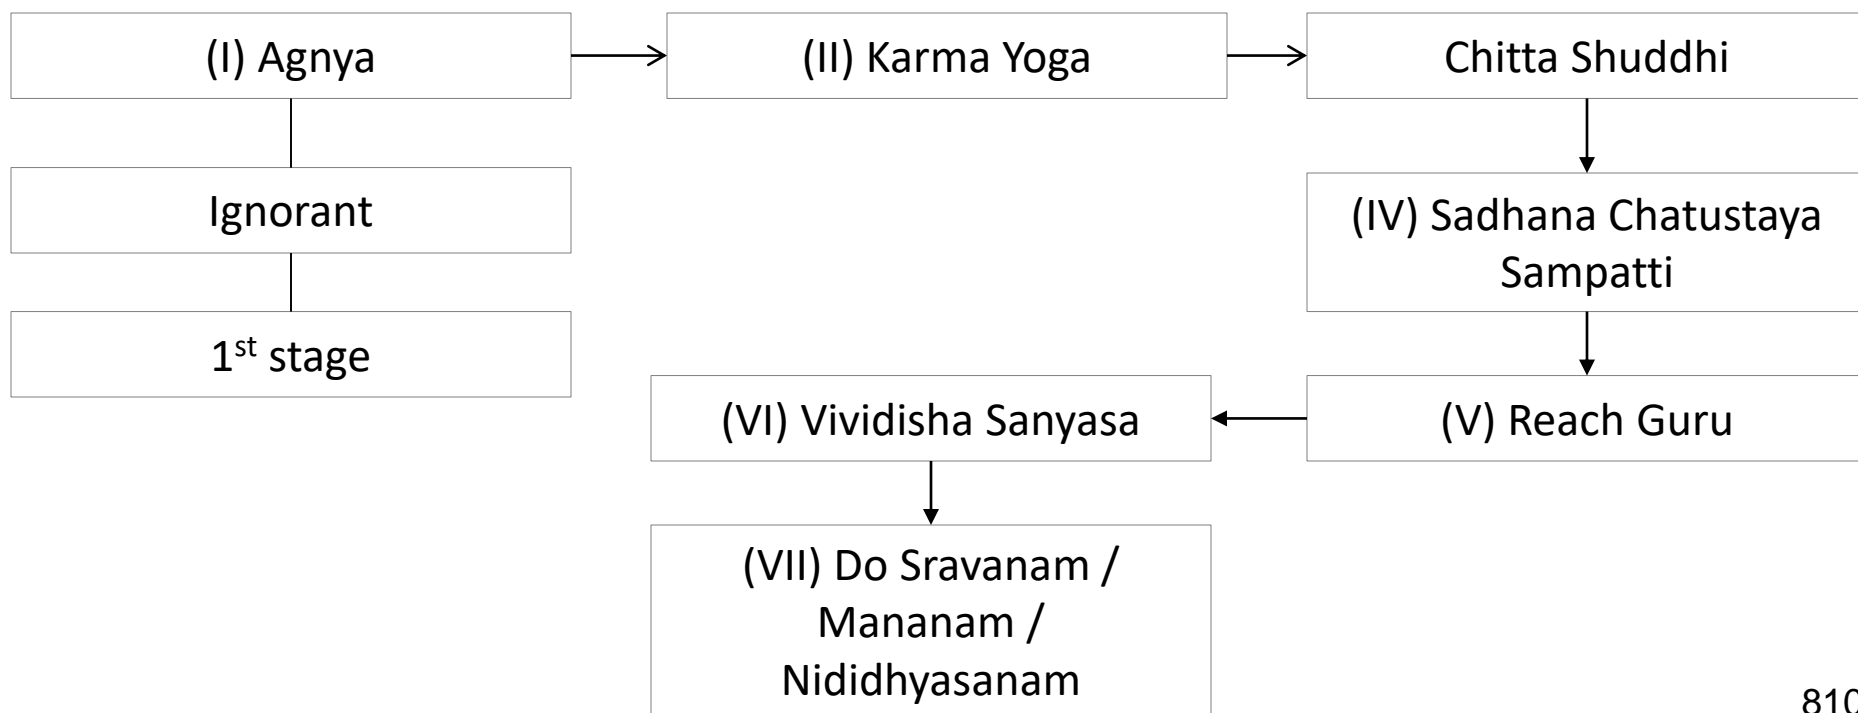 (I) Agnya
(II) Karma Yoga
Chitta Shuddhi
Ignorant
(IV) Sadhana Chatustaya
Sampatti
1st stage
(VI) Vividisha Sanyasa
(V) Reach Guru
(VII) Do Sravanam /
Mananam /
Nididhyasanam
810